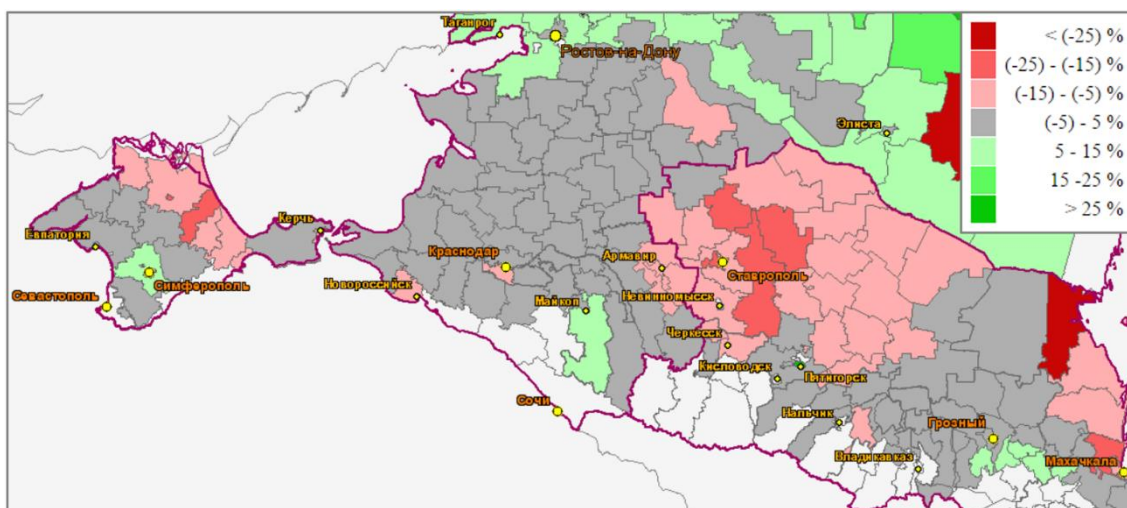 Таганрог
Ростов-на-Дону
Элиста
Керчь
Евпатория
Краснодар
Армавир
Ставрополь
Симферополь
Новороссийск
Севастополь
Майкоп
Невинномысск
Черкесск
Кисловодск
Пятигорск
Сочи
Нальчик
Грозный
Владикавказ
Махачкала
< (-25) %
(-25) - (-15) %
(-15) - (-5) %
(-5) - 5 %
5 - 15 %
15 -25 %
> 25 %